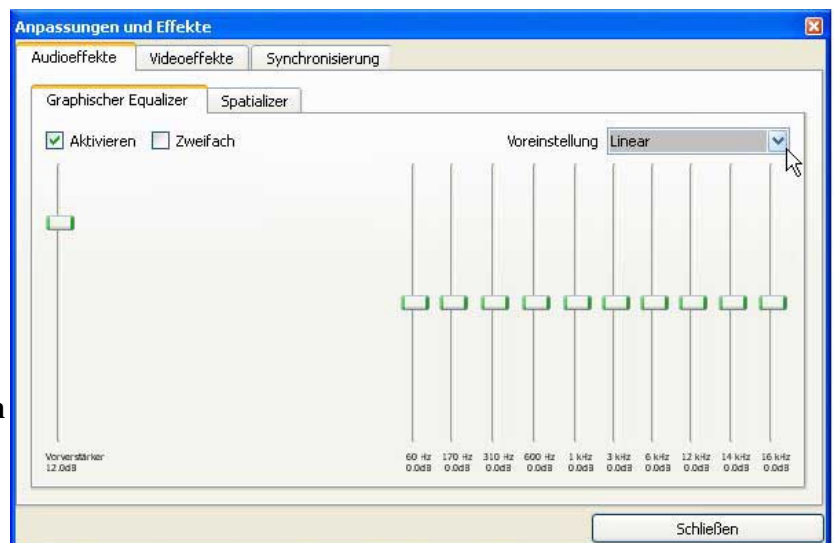 Anpassungen und Effekte
Audioeffekte Videoeffekte Synchronisierung
Graphischer Equalizer Spatializer
Aktivieren Zweifach Voreinstellung Linear
Vorverstärker 60 Hz 170 Hz 310 Hz 600 Hz 1 kHz 3 kHz 6 kHz 12 kHz 14 kHz 16 kHz
12.0dB 0.0dB 0.0dB 0.0dB 0.0dB 0.0dB 0.0dB 0.0dB 0.0dB 0.0dB 0.0dB
Schließen